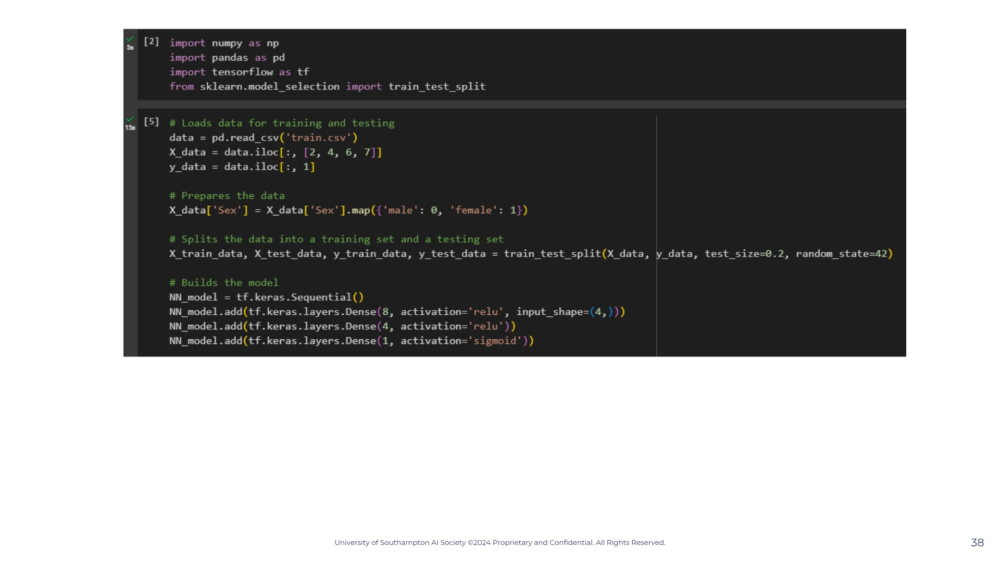 5s
[2] import numpy as np
import pandas as pd
import tensorflow as tf
from sklearn.model_selection import train_test_split
15s
[5] # Loads data for training and testing
data = pd.read_csv('train.csv')
X_data = data.iloc[:, [2, 4, 6, 7]]
y_data = data.iloc[:, 1]
# Prepares the data
X_data['Sex'] = X_data['Sex'].map({'male': 0, 'female': 1})
# Splits the data into a training set and a testing set
X_train_data, X_test_data, y_train_data, y_test_data = train_test_split(X_data, y_data, test_size=0.2, random_state=42)
# Builds the model
NN_model = tf.keras.Sequential()
NN_model.add(tf.keras.layers.Dense(8, activation='relu', input_shape=(4,)))
NN_model.add(tf.keras.layers.Dense(4, activation='relu'))
NN_model.add(tf.keras.layers.Dense(1, activation='sigmoid'))
University of Southampton AI Society ©2024 Proprietary and Confidential. All Rights Reserved.
38